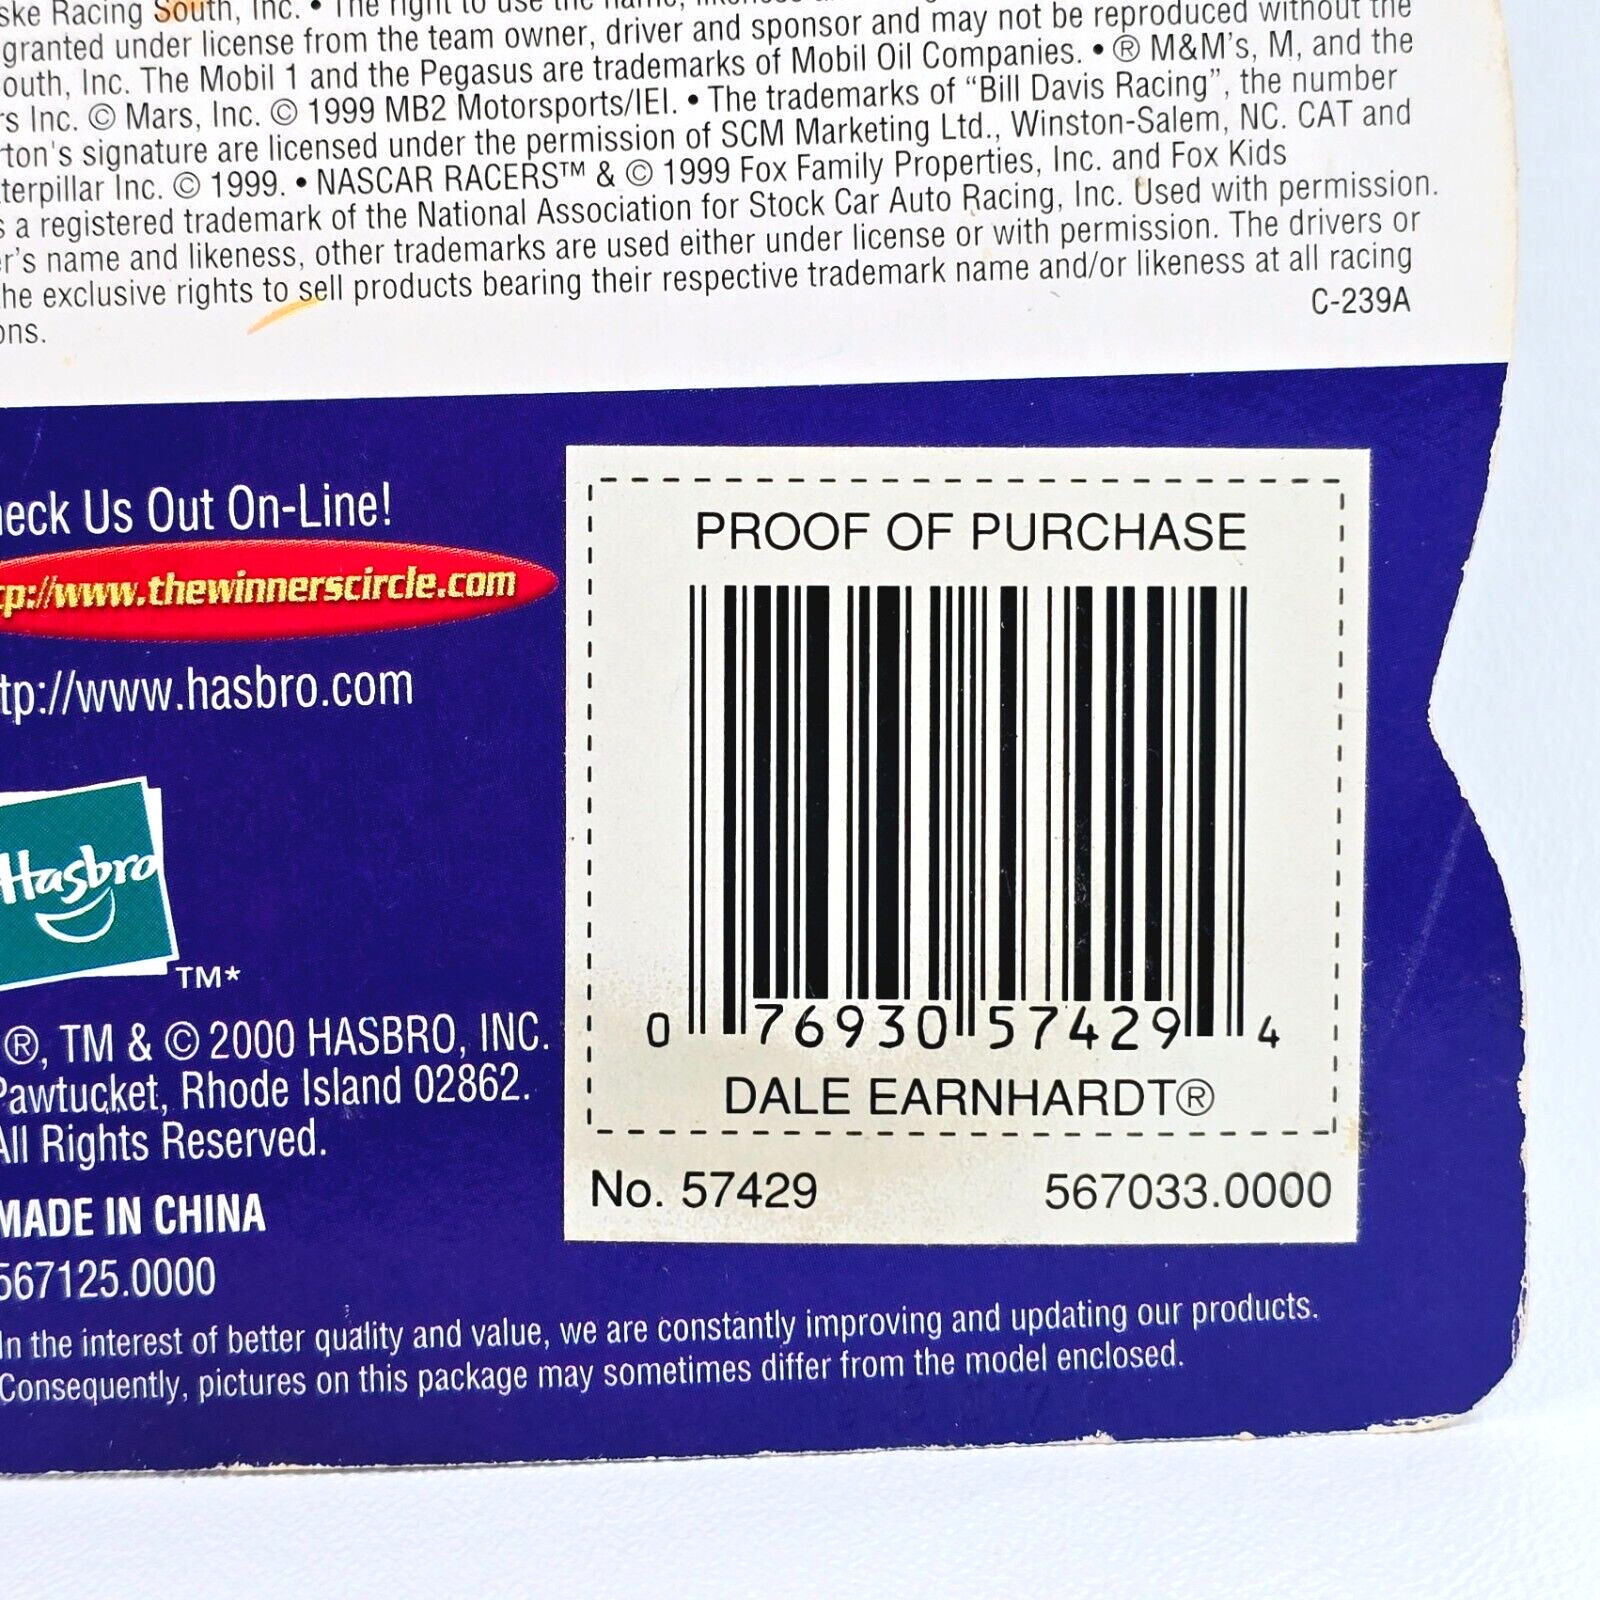 ske Racing South, Inc. • The right to use the name,
granted under license from the team owner, driver and sponsor and may not be reproduced without the
outh, Inc. The Mobil 1 and the Pegasus are trademarks of Mobil Oil Companies. • ® M&M's, M, and the
rs Inc. © Mars, Inc. © 1999 MB2 Motorsports/IEI. • The trademarks of "Bill Davis Racing", the number
rton's signature are licensed under the permission of SCM Marketing Ltd., Winston-Salem, NC. CAT and
terpillar Inc. © 1999. • NASCAR RACERS™ & © 1999 Fox Family Properties, Inc. and Fox Kids
s a registered trademark of the National Association for Stock Car Auto Racing, Inc. Used with permission.
er's name and likeness, other trademarks are used either under license or with permission. The drivers or
he exclusive rights to sell products bearing their respective trademark name and/or likeness at all racing
ons.
C-239A
heck Us Out On-Line!
tp://www.thewinnerscircle.com
tp://www.hasbro.com
Hasbro
TM*
®, TM & © 2000 HASBRO, INC.
Pawtucket, Rhode Island 02862.
All Rights Reserved.
MADE IN CHINA
567125.0000
PROOF OF PURCHASE
0 76930 57429 4
DALE EARNHARDT®
No. 57429 567033.0000
In the interest of better quality and value, we are constantly improving and updating our products.
Consequently, pictures on this package may sometimes differ from the model enclosed.